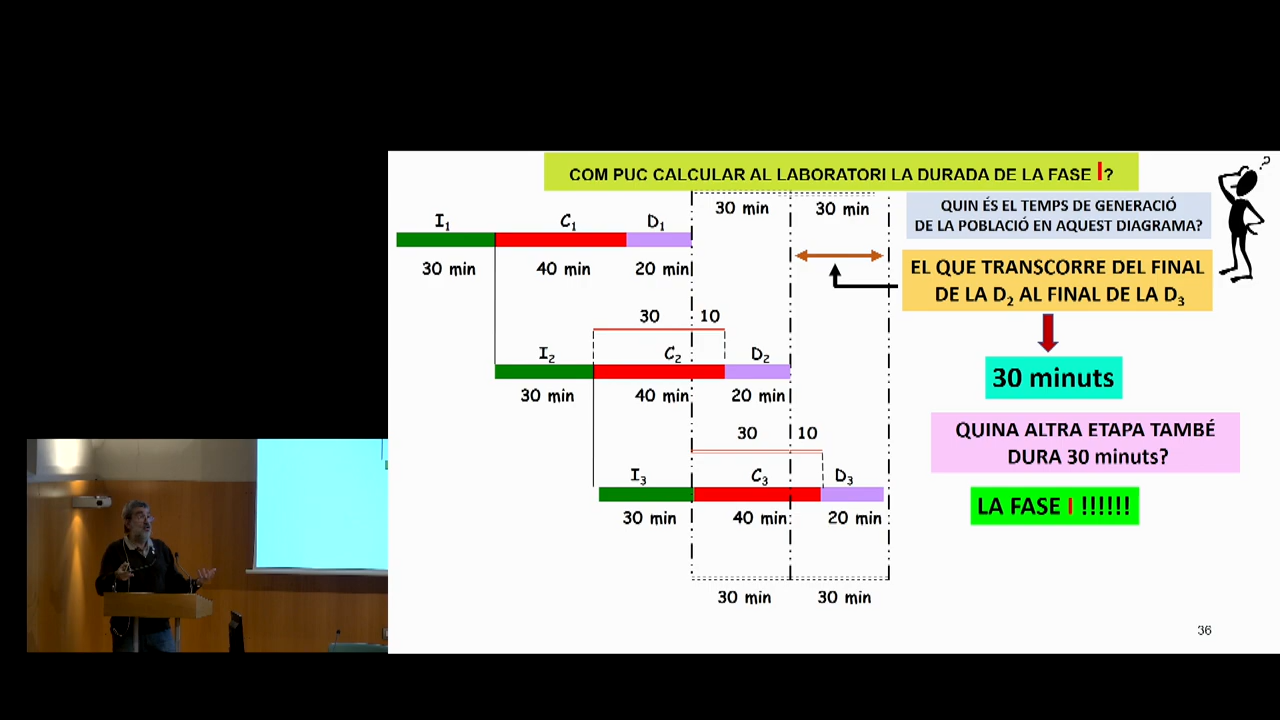 COM PUC CALCULAR AL LABORATORI LA DURADA DE LA FASE I?
30 min 30 min
QUIN ÉS EL TEMPS DE GENERACIÓ
DE LA POBLACIÓ EN AQUEST DIAGRAMA?
I₁ C₁ D₁
30 min 40 min 20 min
EL QUE TRANSCORRE DEL FINAL
DE LA D₂ AL FINAL DE LA D₃
30 10
I₂ C₂ D₂
30 min 40 min 20 min
30 minuts
30 10
QUINA ALTRA ETAPA TAMBÉ
DURA 30 minuts?
I₃ C₃ D₃
30 min 40 min 20 min
LA FASE I !!!!!!
30 min 30 min
36
? ?